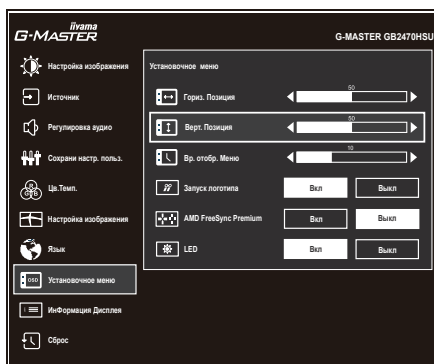 iiyama
G-MASTER
G-MASTER GB2470HSU
Настройка изображения
Источник
Регулировка аудио
Сохрани настр. польз.
Цв.Темп.
Настройка изображения
Язык
OSD Установочное меню
ИнФормация Дисплея
Сброс
Установочное меню
Гориз. Позиция 50
Верт. Позиция 50
Вр. отобр. Меню 10
Запуск логотипа Вкл Выкл
AMD FreeSync Premium Вкл Выкл
LED Вкл Выкл